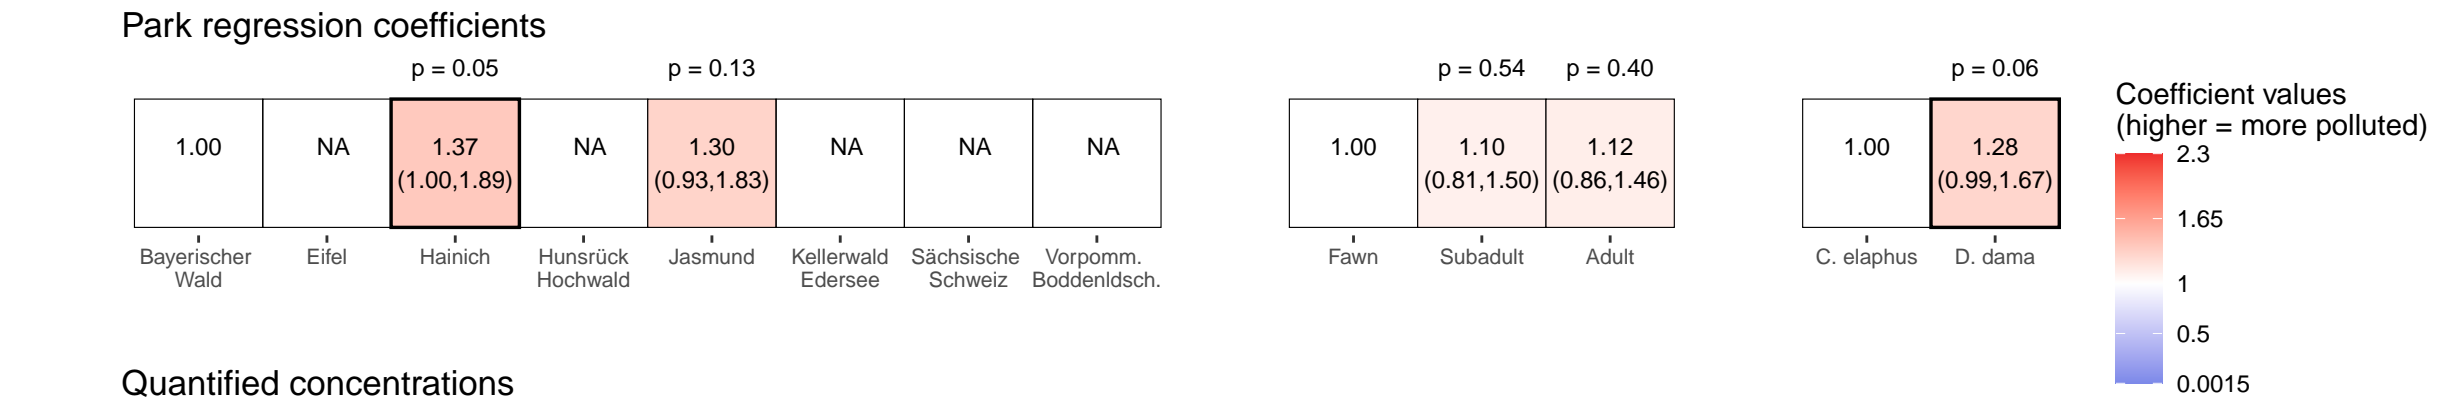 Park regression coefficients
p = 0.05
p = 0.13
p = 0.54
p = 0.40
p = 0.06
1.00
NA
1.37
(1.00,1.89)
NA
1.30
(0.93,1.83)
NA
NA
NA
1.00
1.10
(0.81,1.50)
1.12
(0.86,1.46)
1.00
1.28
(0.99,1.67)
Bayerischer
Wald
Eifel
Hainich
Hunsrück
Hochwald
Jasmund
Kellerwald
Edersee
Sächsische
Schweiz
Vorpomm.
Boddenldsch.
Fawn
Subadult
Adult
C. elaphus
D. dama
Coefficient values
(higher = more polluted)
2.3
1.65
1
0.5
0.0015
Quantified concentrations